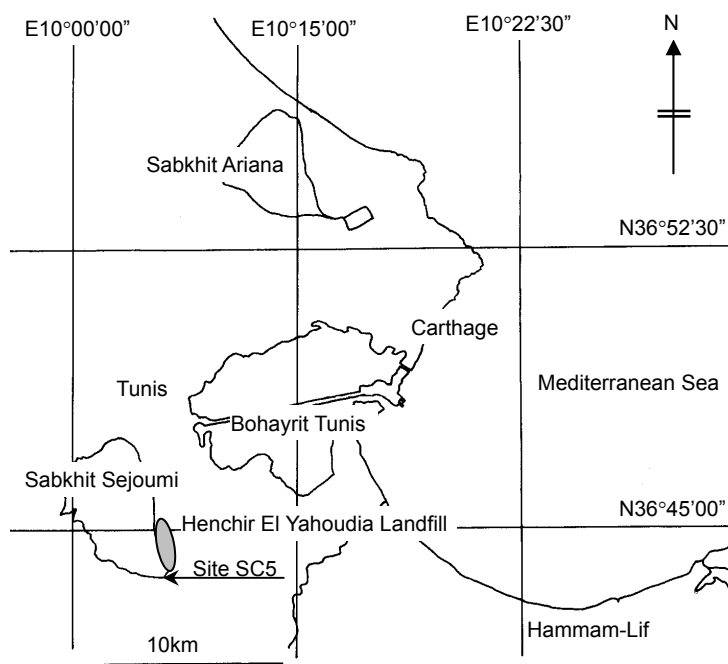 E10°00'00”
E10°15'00”
E10°22'30”
N
Sabkhit Ariana
N36°52'30”
Carthage
Tunis
Mediterranean Sea
Bohayrit Tunis
Sabkhit Sejoumi
N36°45'00”
Henchir El Yahoudia Landfill
Site SC5
Hammam-Lif
10km